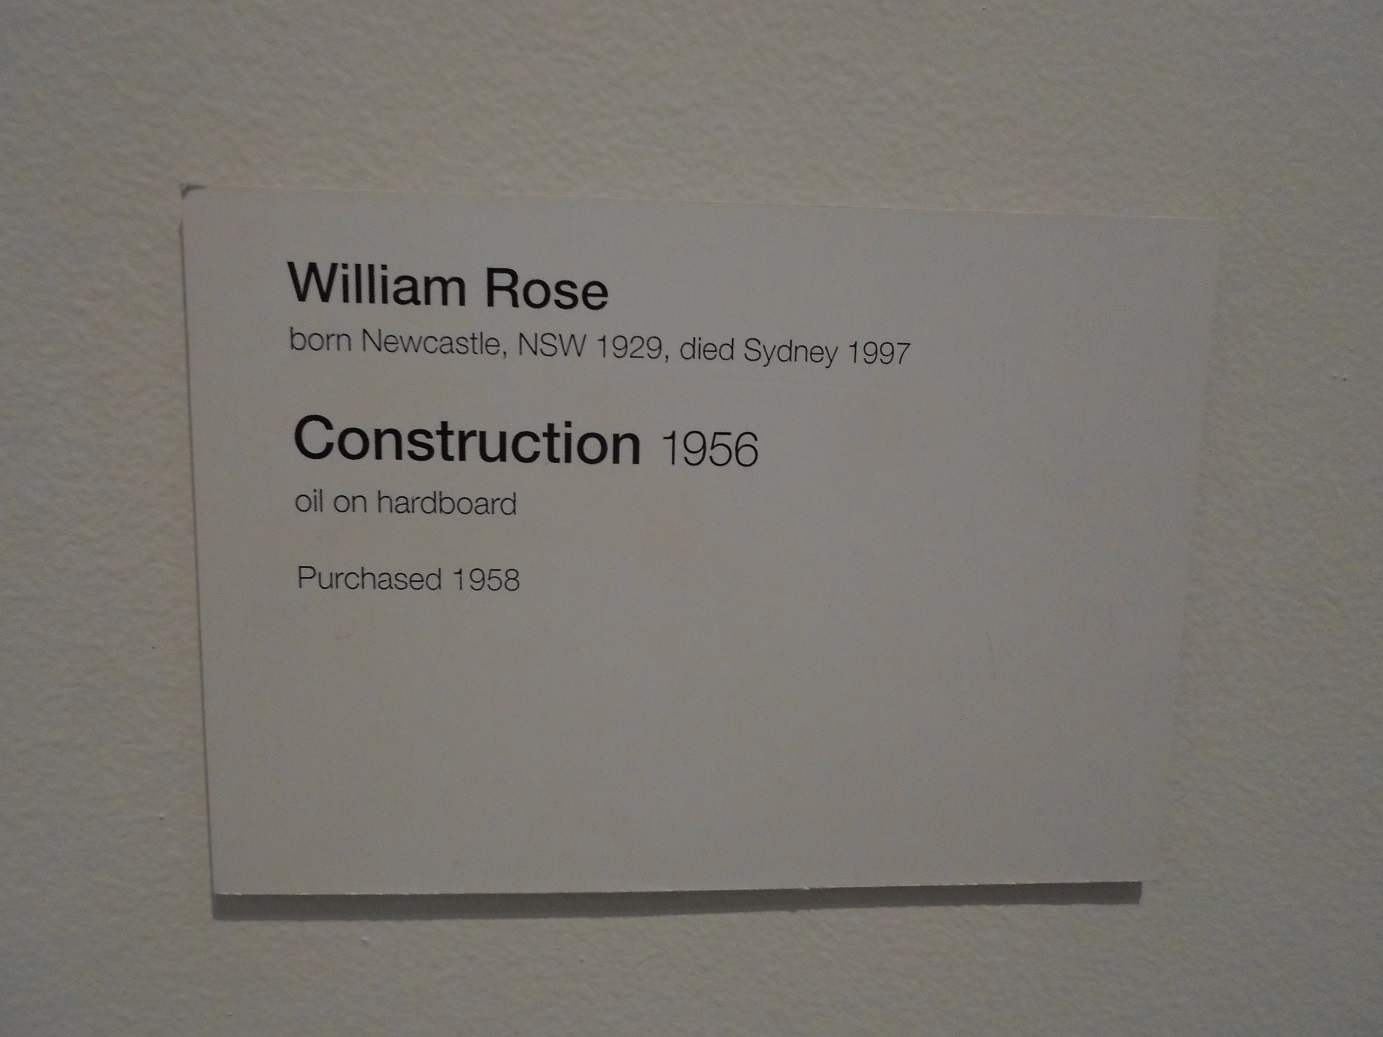 William Rose
born Newcastle, NSW 1929, died Sydney 1997
Construction 1956
oil on hardboard
Purchased 1958